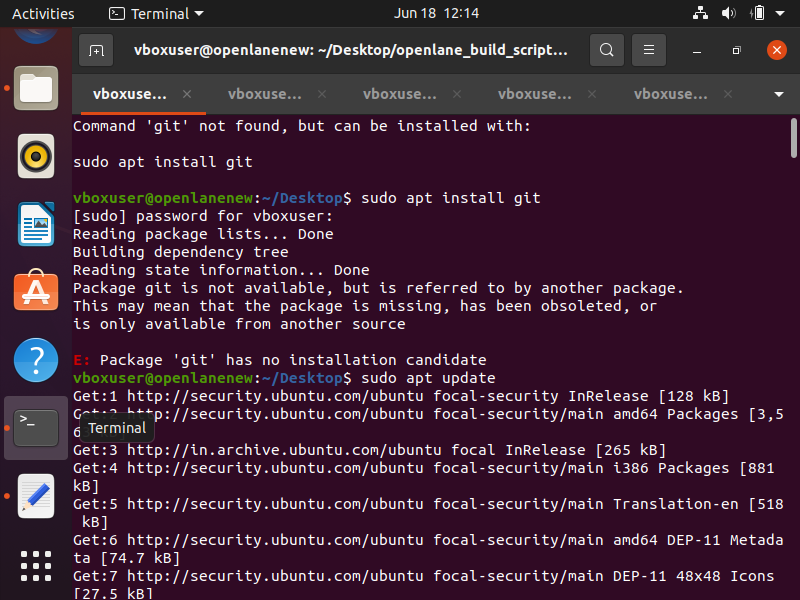 Activities
Terminal
Jun 18 12:14
vboxuser@openlanenew: ~/Desktop/openlane_build_script...
vboxuse...
vboxuse...
vboxuse...
vboxuse...
vboxuse...
Command 'git' not found, but can be installed with:
sudo apt install git
vboxuser@openlanenew:~/Desktop$ sudo apt install git
[sudo] password for vboxuser:
Reading package lists... Done
Building dependency tree
Reading state information... Done
Package git is not available, but is referred to by another package.
This may mean that the package is missing, has been obsoleted, or
is only available from another source
E: Package 'git' has no installation candidate
vboxuser@openlanenew:~/Desktop$ sudo apt update
Get:1 http://security.ubuntu.com/ubuntu focal-security InRelease [128 kB]
http://security.ubuntu.com/ubuntu focal-security/main amd64 Packages [3,5
Terminal
Get:3 http://in.archive.ubuntu.com/ubuntu focal InRelease [265 kB]
Get:4 http://security.ubuntu.com/ubuntu focal-security/main i386 Packages [881
kB]
Get:5 http://security.ubuntu.com/ubuntu focal-security/main Translation-en [518
kB]
Get:6 http://security.ubuntu.com/ubuntu focal-security/main amd64 DEP-11 Metada
ta [74.7 kB]
Get:7 http://security.ubuntu.com/ubuntu focal-security/main DEP-11 48x48 Icons
[27.5 kB]